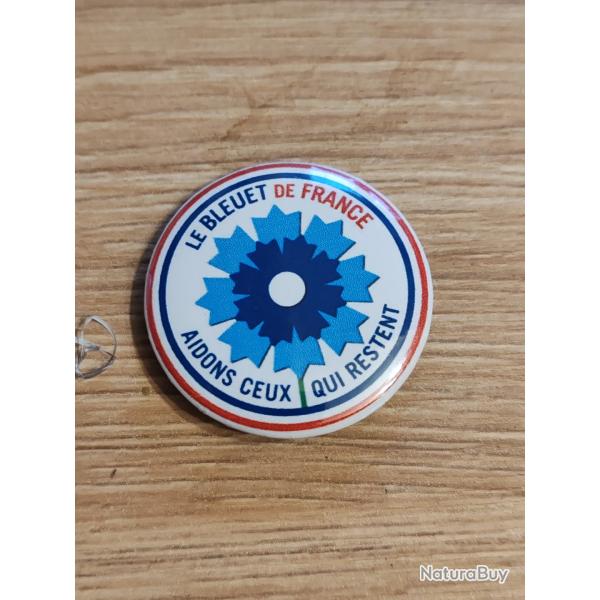 LE BLEUET DE FRANCE
AIDONS CEUX QUI RESTENT
NaturaBuy